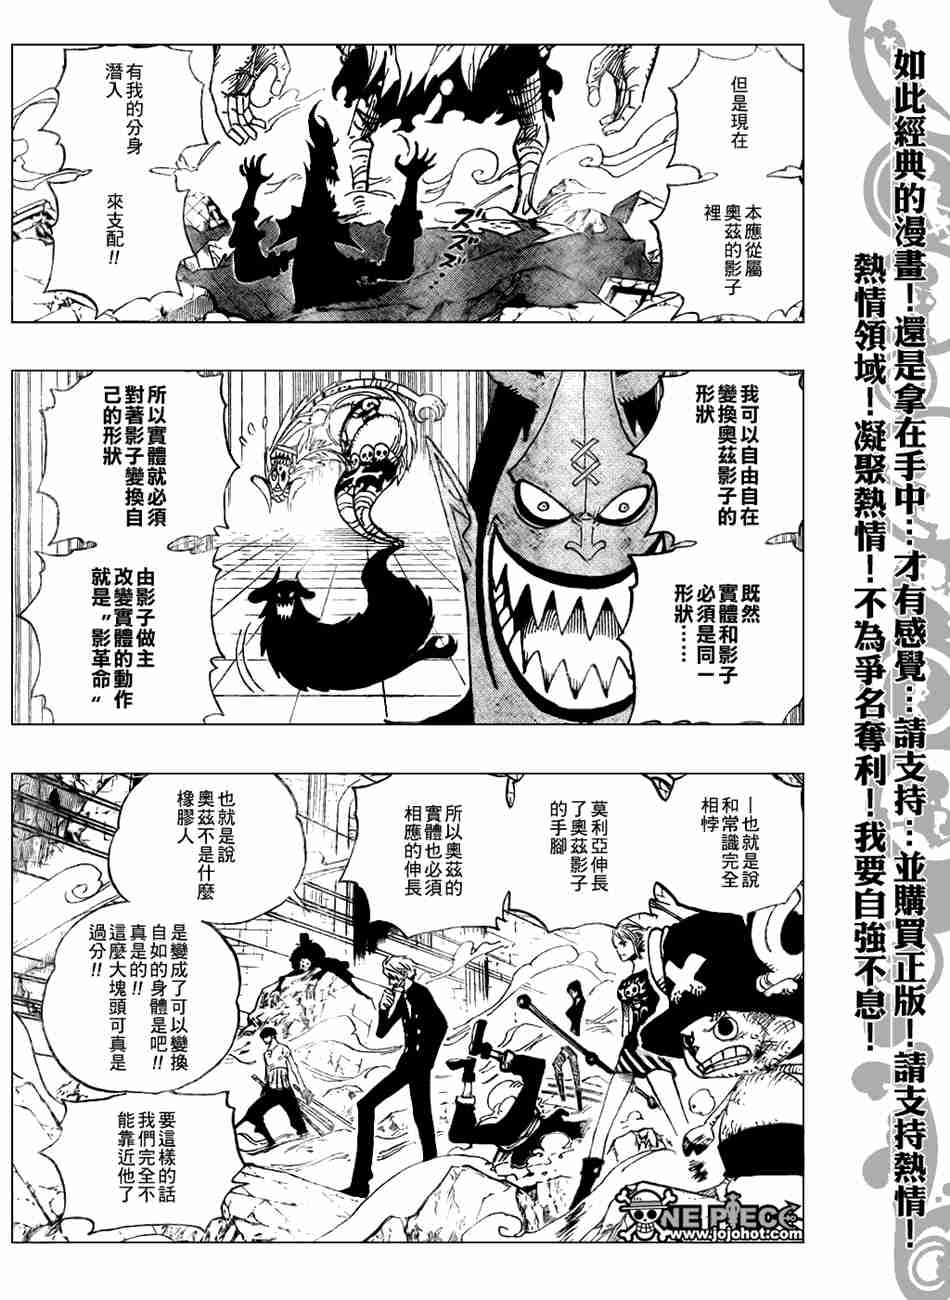 但是現在
本應從屬
奧茲的影子
裡
有我的分身
潛入
來支配!!
ズズズ
我可以自由自在
變換奧茲影子的
形狀
既然
實體和影子
必須是同一
形狀……
所以實體就必須
對著影子變換自
己的形狀
由影子做主
改變實體的動作
就是"影革命"
—也就是說
和常識完全
相悖
莫利亞伸長
了奧茲影子
的手腳
所以奧茲的
實體也必須
相應的伸長
也就是說
奧茲不是什麼
橡膠人
是變成了可以變換
自如的身體是吧!!
真是的!!
這麼大塊頭可真是
過分!!
要這樣的話
我們完全不
能靠近他了
ONE PIECE
www.jojohot.com
如此經典的漫畫!還是拿在手中…才有感覺…請支持…並購買正版!請支持熱情!
熱情領域!凝聚熱情!不為爭名奪利!我要自強不息!